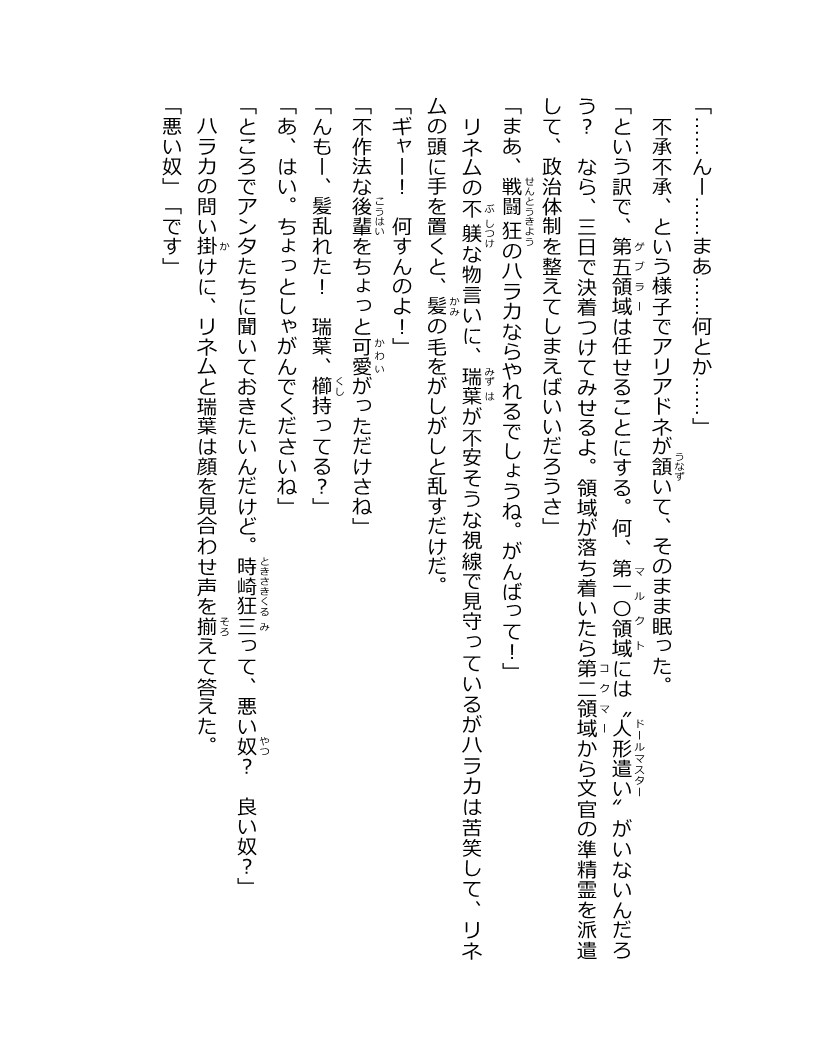 「……んー……まあ……何とか……」
不承不承、という様子でアリアドネが頷いて、そのまま眠った。
「という訳で、第五領域は任せることにする。何、第一〇領域には〝人形遣い〟がいないんだろ
う？　なら、三日で決着つけてみせるよ。領域が落ち着いたら第二領域から文官の準精霊を派遣
して、政治体制を整えてしまえばいいだろうさ」
「まあ、戦闘狂のハラカならやれるでしょうね。がんばって！」
リネムの不躾な物言いに、瑞葉が不安そうな視線で見守っているがハラカは苦笑して、リネ
ムの頭に手を置くと、髪の毛をがしがしと乱すだけだ。
「ギャー！　何すんのよ！」
「不作法な後輩をちょっと可愛がっただけさね」
「んもー、髪乱れた！　瑞葉、櫛持ってる？」
「あ、はい。ちょっとしゃがんでくださいね」
「ところでアンタたちに聞いておきたいんだけど。時崎狂三って、悪い奴？　良い奴？」
ハラカの問い掛けに、リネムと瑞葉は顔を見合わせ声を揃えて答えた。
「悪い奴」「です」